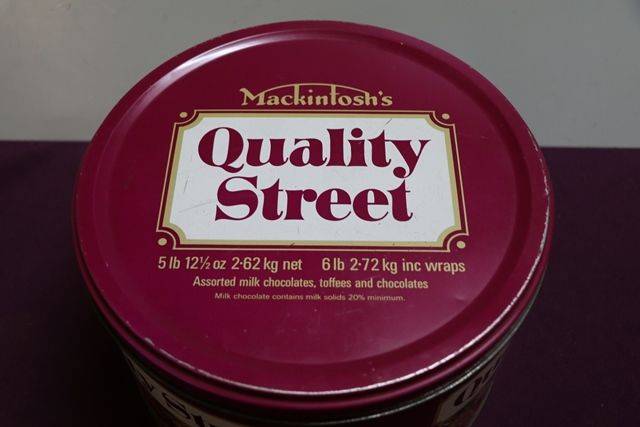 Mackintosh's
Quality
Street
5 lb 12½ oz 2·62 kg net 6 lb 2·72 kg inc wraps
Assorted milk chocolates, toffees and chocolates
Milk chocolate contains milk solids 20% minimum.